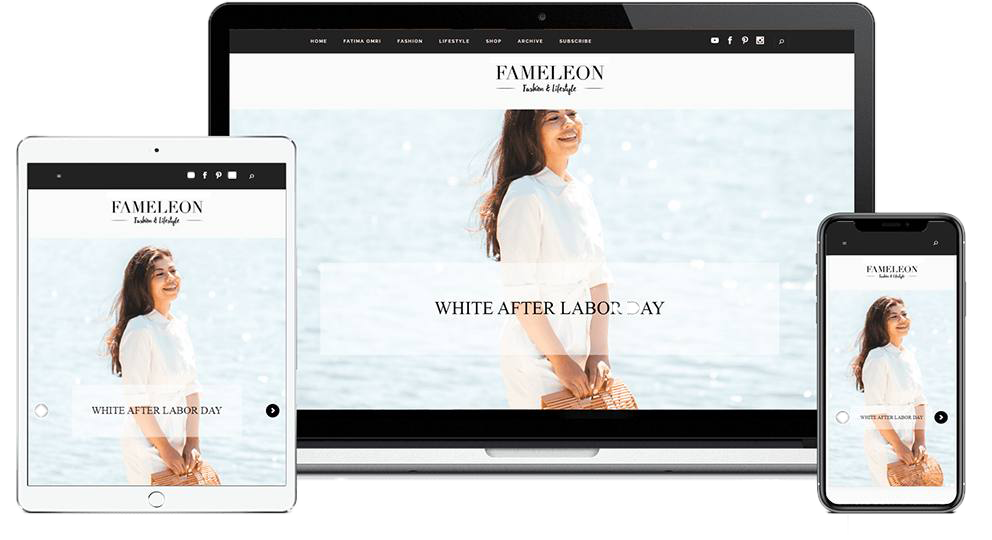 HOME FATIMA OMRI FASHION LIFESTYLE SHOP ARCHIVE SUBSCRIBE
FAMELEON
Fashion & Lifestyle
WHITE AFTER LABOR DAY
FAMELEON
Fashion & Lifestyle
WHITE AFTER LABOR DAY
FAMELEON
Fashion & Lifestyle
WHITE AFTER LABOR DAY